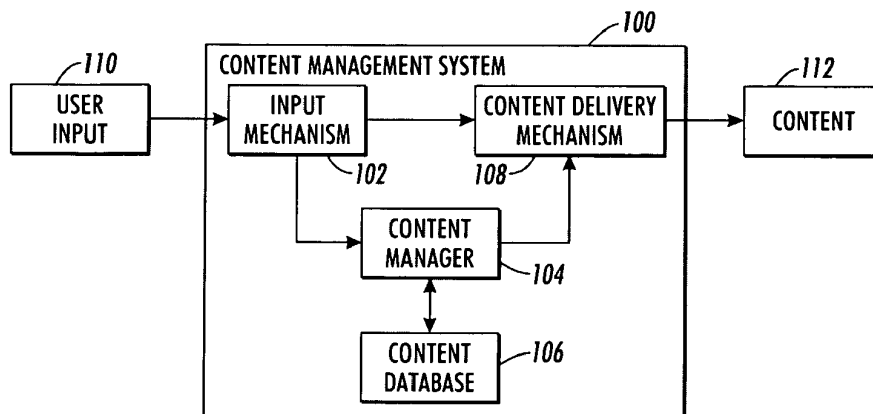 100
110
CONTENT MANAGEMENT SYSTEM
112
USER
INPUT
INPUT
MECHANISM
102
CONTENT DELIVERY
MECHANISM
108
CONTENT
CONTENT
MANAGER
104
CONTENT
DATABASE
106